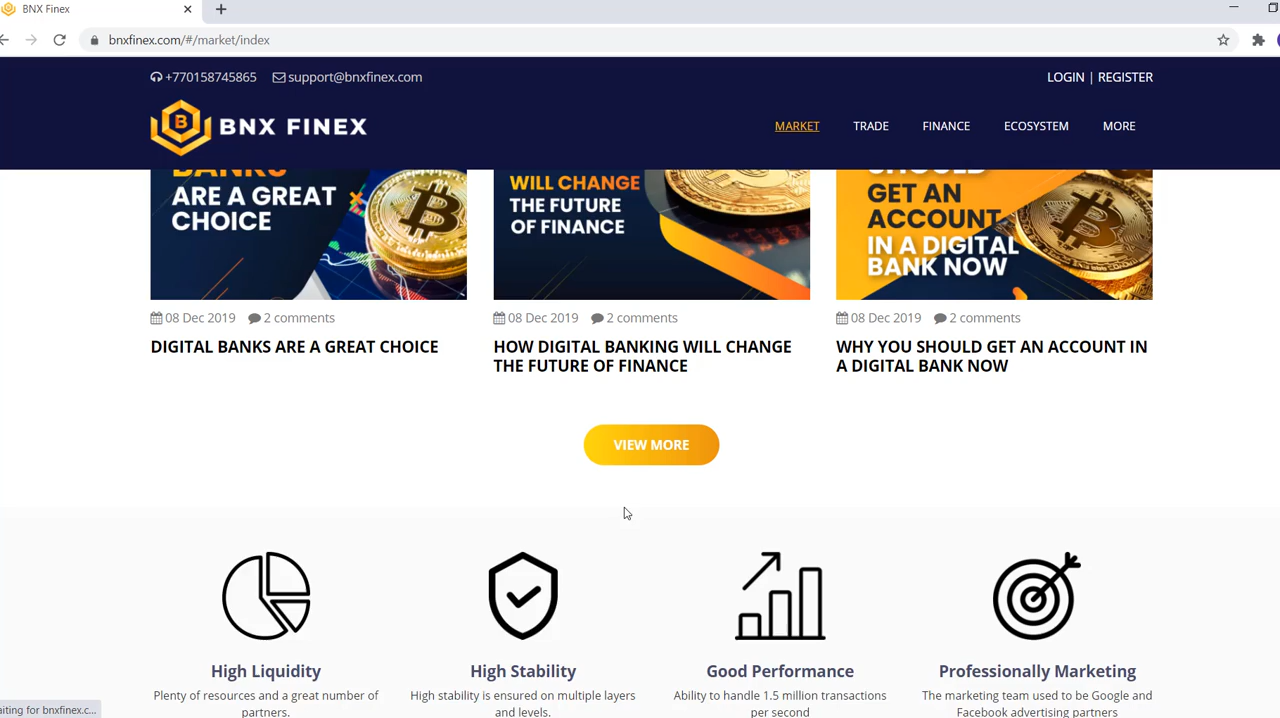 BNX Finex
bnxfinex.com/#/market/index
+770158745865 support@bnxfinex.com LOGIN | REGISTER
BNX FINEX
MARKET TRADE FINANCE ECOSYSTEM MORE
BANKS
ARE A GREAT
CHOICE
WILL CHANGE
THE FUTURE
OF FINANCE
SHOULD
GET AN
ACCOUNT
IN A DIGITAL
BANK NOW
08 Dec 2019 2 comments
DIGITAL BANKS ARE A GREAT CHOICE
08 Dec 2019 2 comments
HOW DIGITAL BANKING WILL CHANGE
THE FUTURE OF FINANCE
08 Dec 2019 2 comments
WHY YOU SHOULD GET AN ACCOUNT IN
A DIGITAL BANK NOW
VIEW MORE
High Liquidity
Plenty of resources and a great number of
partners.
High Stability
High stability is ensured on multiple layers
and levels.
Good Performance
Ability to handle 1.5 million transactions
per second
Professionally Marketing
The marketing team used to be Google and
Facebook advertising partners
aiting for bnxfinex.c...